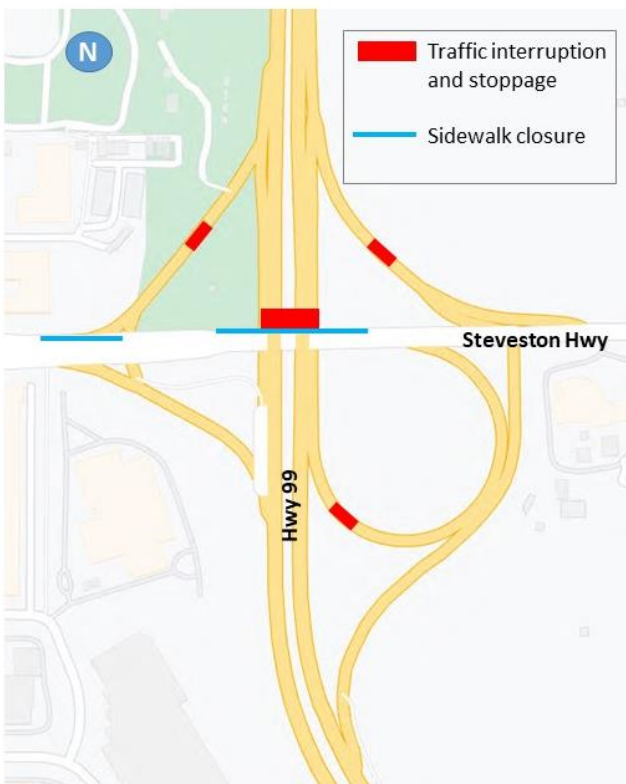 N
Traffic interruption
and stoppage
Sidewalk closure
Steveston Hwy
Hwy 99